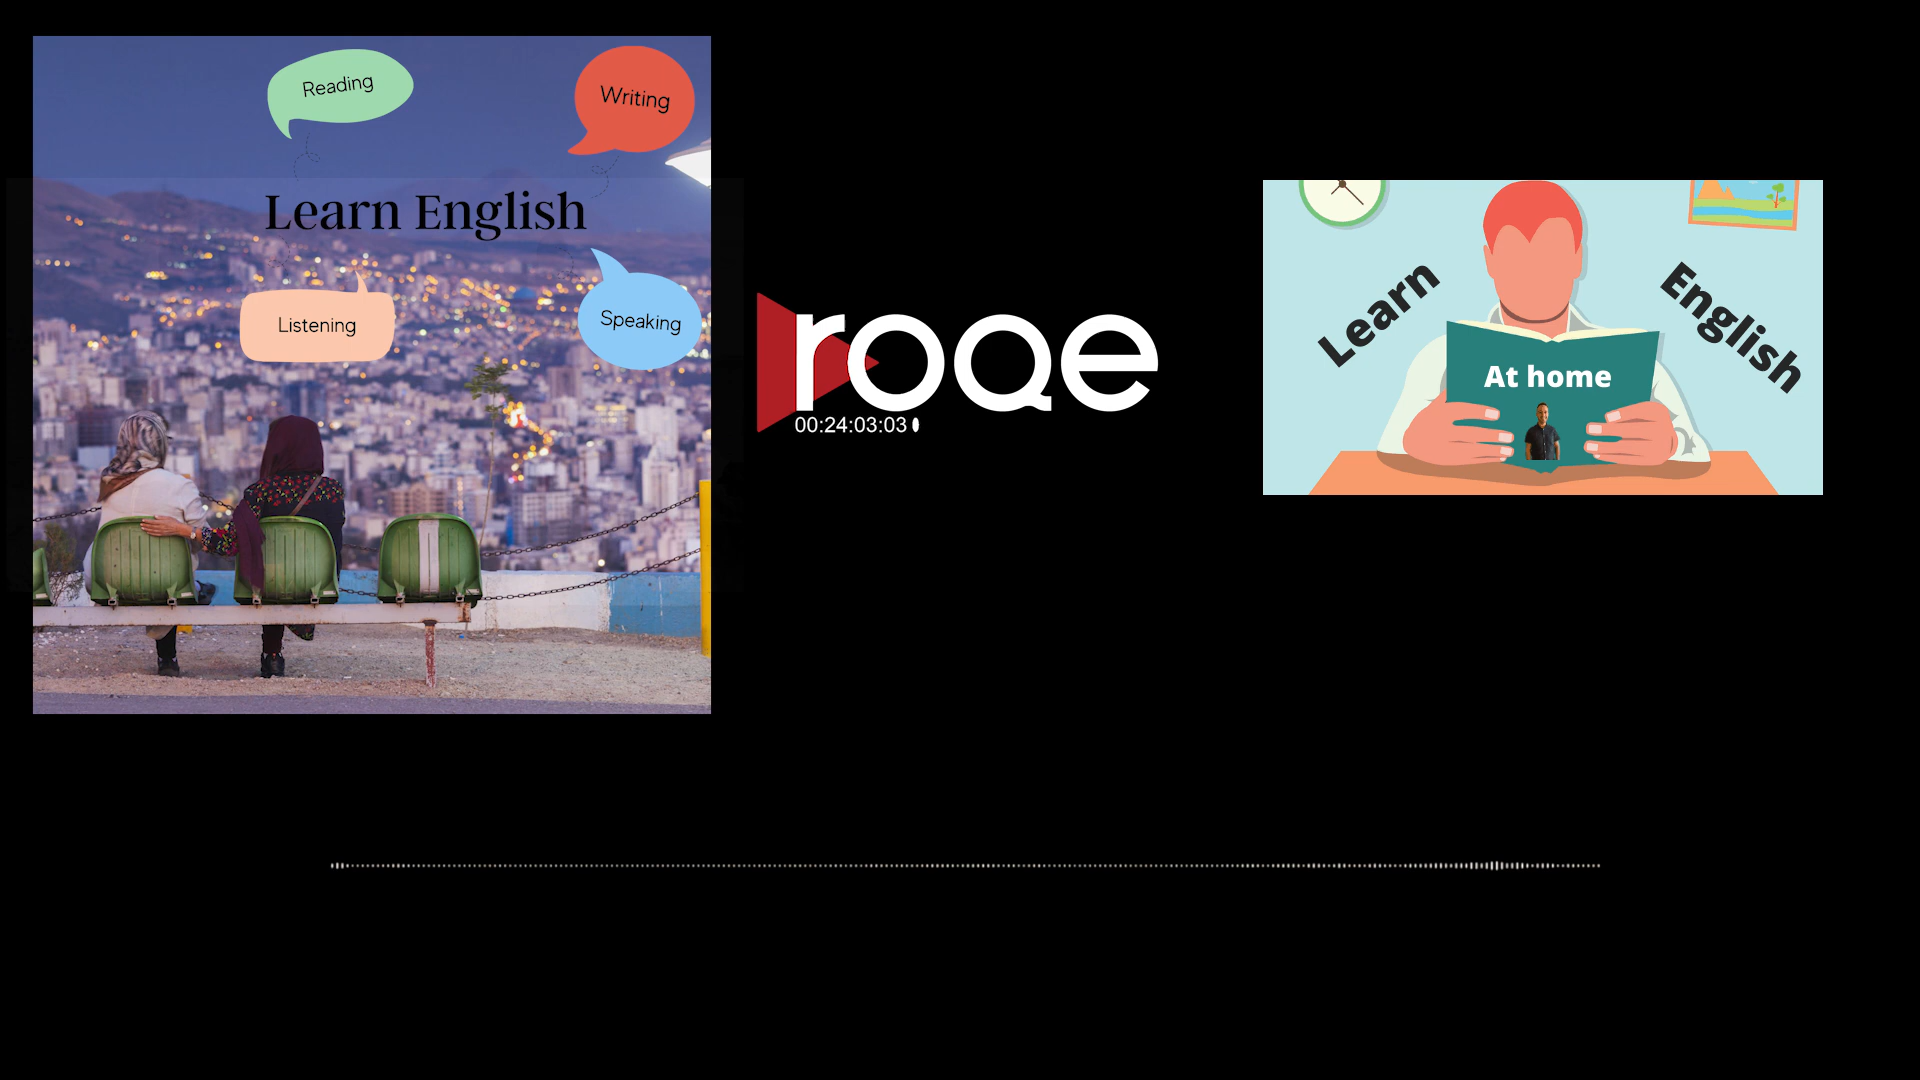 Reading
Writing
Learn English
Listening
Speaking
roqe
00:24:03:03
Learn
English
At home